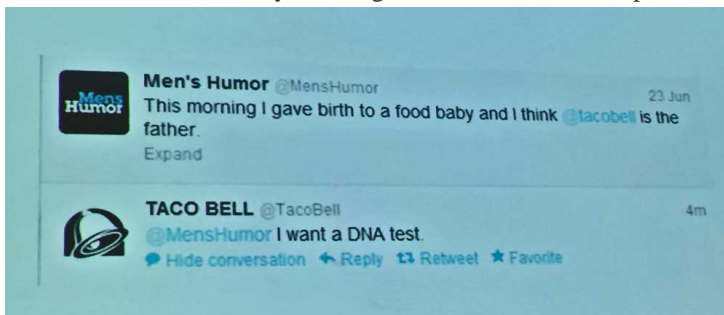 Mens
Humor
Men's Humor @MensHumor
23 Jun
This morning I gave birth to a food baby and I think @tacobell is the
father.
Expand
TACO BELL @TacoBell
4m
@MensHumor I want a DNA test.
Hide conversation Reply Retweet Favorite